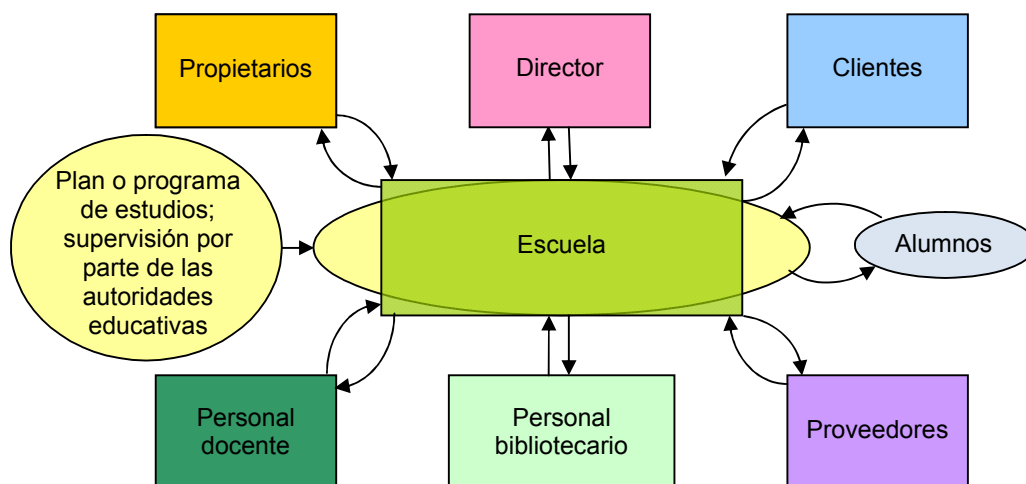 Propietarios
Director
Clientes
Plan o programa
de estudios;
supervisión por
parte de las
autoridades
educativas
Escuela
Alumnos
Personal
docente
Personal
bibliotecario
Proveedores